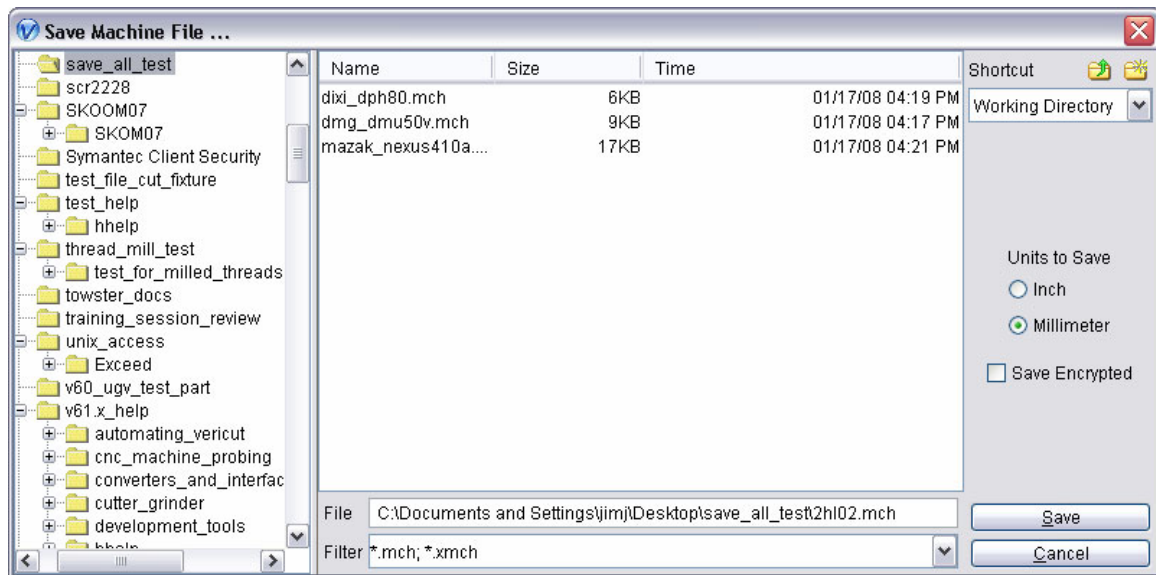 Save Machine File ...
save_all_test
scr2228
SKOOM07
SKOM07
Symantec Client Security
test_file_cut_fixture
test_help
hhelp
thread_mill_test
test_for_milled_threads
towster_docs
training_session_review
unix_access
Exceed
v60_ugv_test_part
v61.x_help
automating_vericut
cnc_machine_probing
converters_and_interfac
cutter_grinder
development_tools
Name Size Time
dixi_dph80.mch 6KB 01/17/08 04:19 PM
dmg_dmu50v.mch 9KB 01/17/08 04:17 PM
mazak_nexus410a.... 17KB 01/17/08 04:21 PM
File C:\Documents and Settings\jimj\Desktop\save_all_test\2hl02.mch
Filter *.mch; *.xmch
Shortcut
Working Directory
Units to Save
Inch
Millimeter
Save Encrypted
Save
Cancel